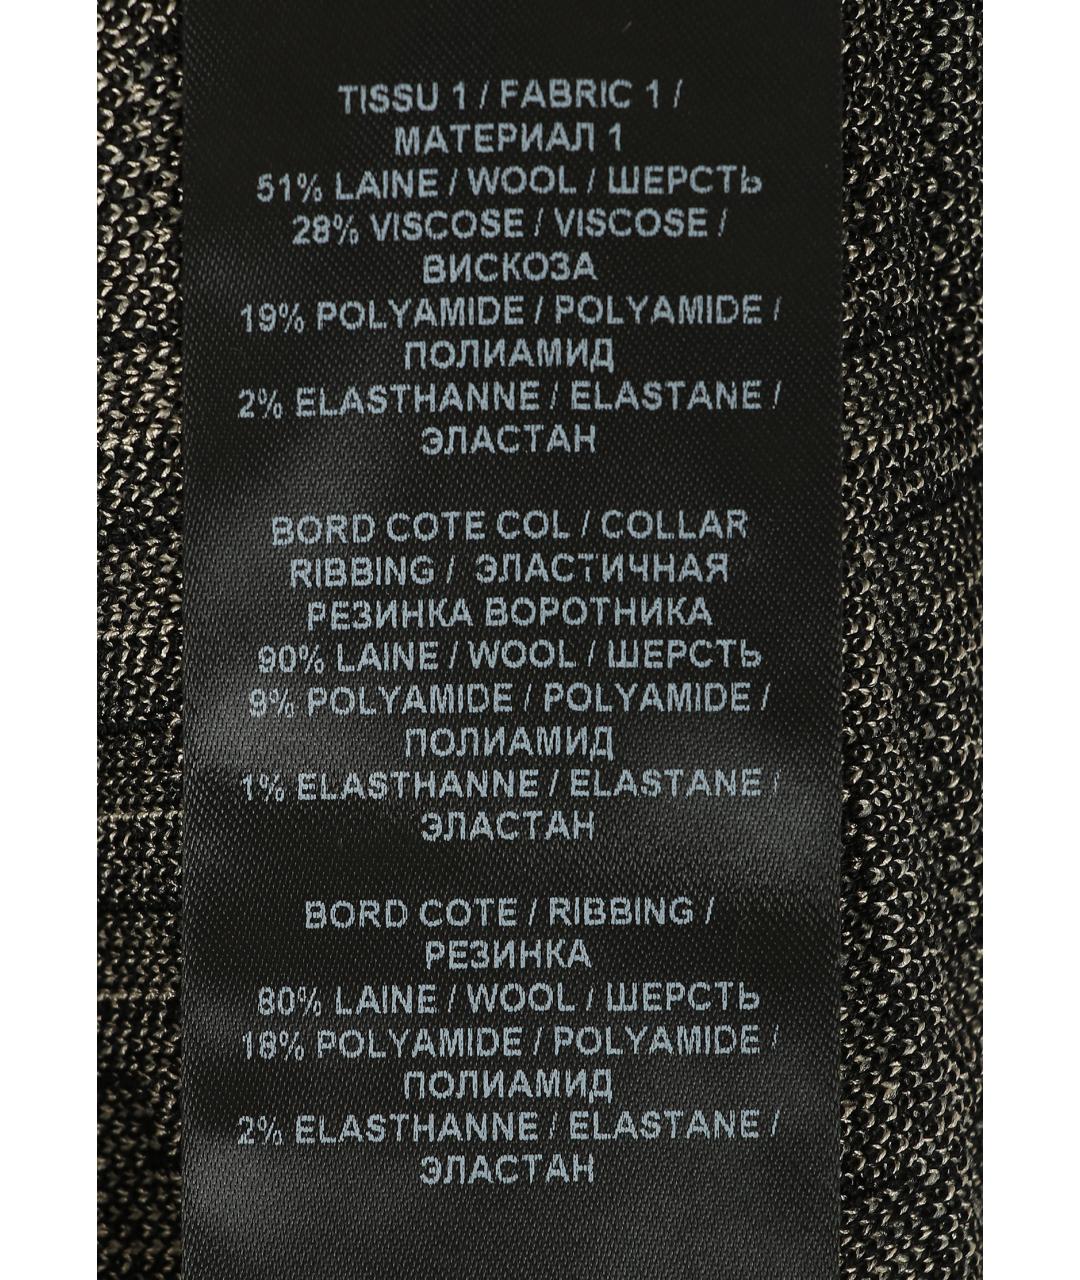 TISSU 1 / FABRIC 1 /
МАТЕРИАЛ 1
51% LAINE / WOOL / ШЕРСТЬ
28% VISCOSE / VISCOSE /
ВИСКОЗА
19% POLYAMIDE / POLYAMIDE /
ПОЛИАМИД
2% ELASTHANNE / ELASTANE /
ЭЛАСТАН
BORD COTE COL / COLLAR
RIBBING / ЭЛАСТИЧНАЯ
РЕЗИНКА ВОРОТНИКА
90% LAINE / WOOL / ШЕРСТЬ
9% POLYAMIDE / POLYAMIDE /
ПОЛИАМИД
1% ELASTHANNE / ELASTANE /
ЭЛАСТАН
BORD COTE / RIBBING /
РЕЗИНКА
80% LAINE / WOOL / ШЕРСТЬ
18% POLYAMIDE / POLYAMIDE /
ПОЛИАМИД
2% ELASTHANNE / ELASTANE /
ЭЛАСТАН